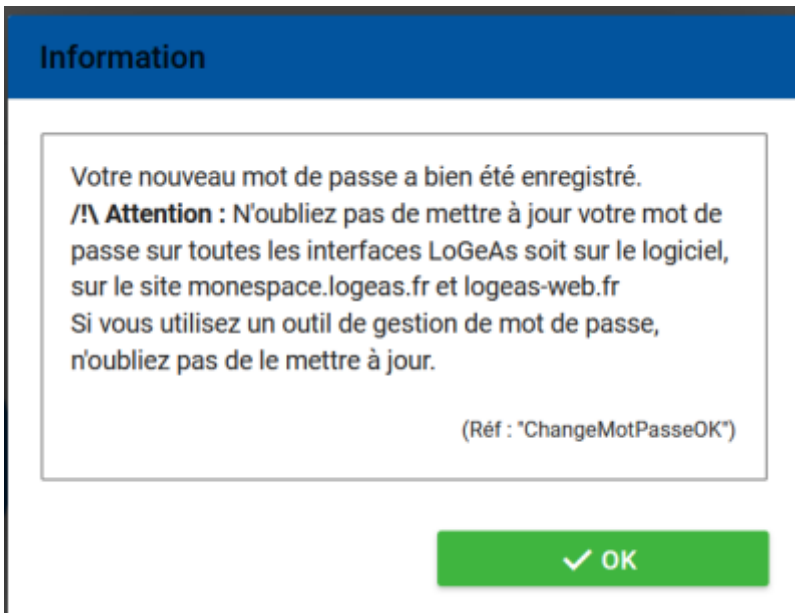 Information
Votre nouveau mot de passe a bien été enregistré.
/!\ Attention : N'oubliez pas de mettre à jour votre mot de
passe sur toutes les interfaces LoGeAs soit sur le logiciel,
sur le site monespace.logeas.fr et logeas-web.fr
Si vous utilisez un outil de gestion de mot de passe,
n'oubliez pas de le mettre à jour.
(Réf : "ChangeMotPasseOK")
OK